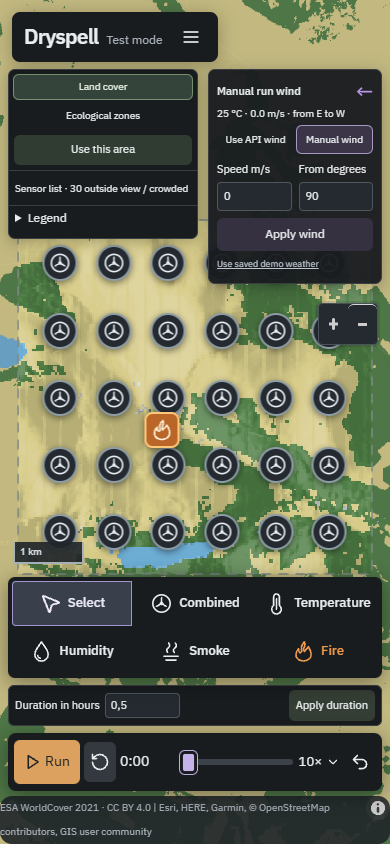 Dryspell Test mode
Land cover
Ecological zones
Use this area
Sensor list · 30 outside view / crowded
Legend
Manual run wind
25 °C · 0.0 m/s · from E to W
Use API wind
Manual wind
Speed m/s
From degrees
0
90
Apply wind
Use saved demo weather
+
−
1 km
Select
Combined
Temperature
Humidity
Smoke
Fire
Duration in hours
0,5
Apply duration
Run
0:00
10×
ESA WorldCover 2021 · CC BY 4.0 | Esri, HERE, Garmin, © OpenStreetMap
contributors, GIS user community